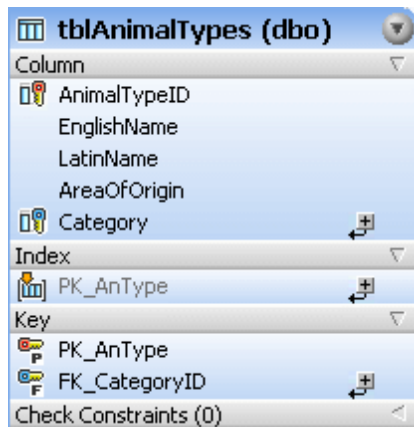 tblAnimalTypes (dbo)
Column
AnimalTypeID
EnglishName
LatinName
AreaOfOrigin
Category
Index
PK_AnType
Key
P PK_AnType
F FK_CategoryID
Check Constraints (0)